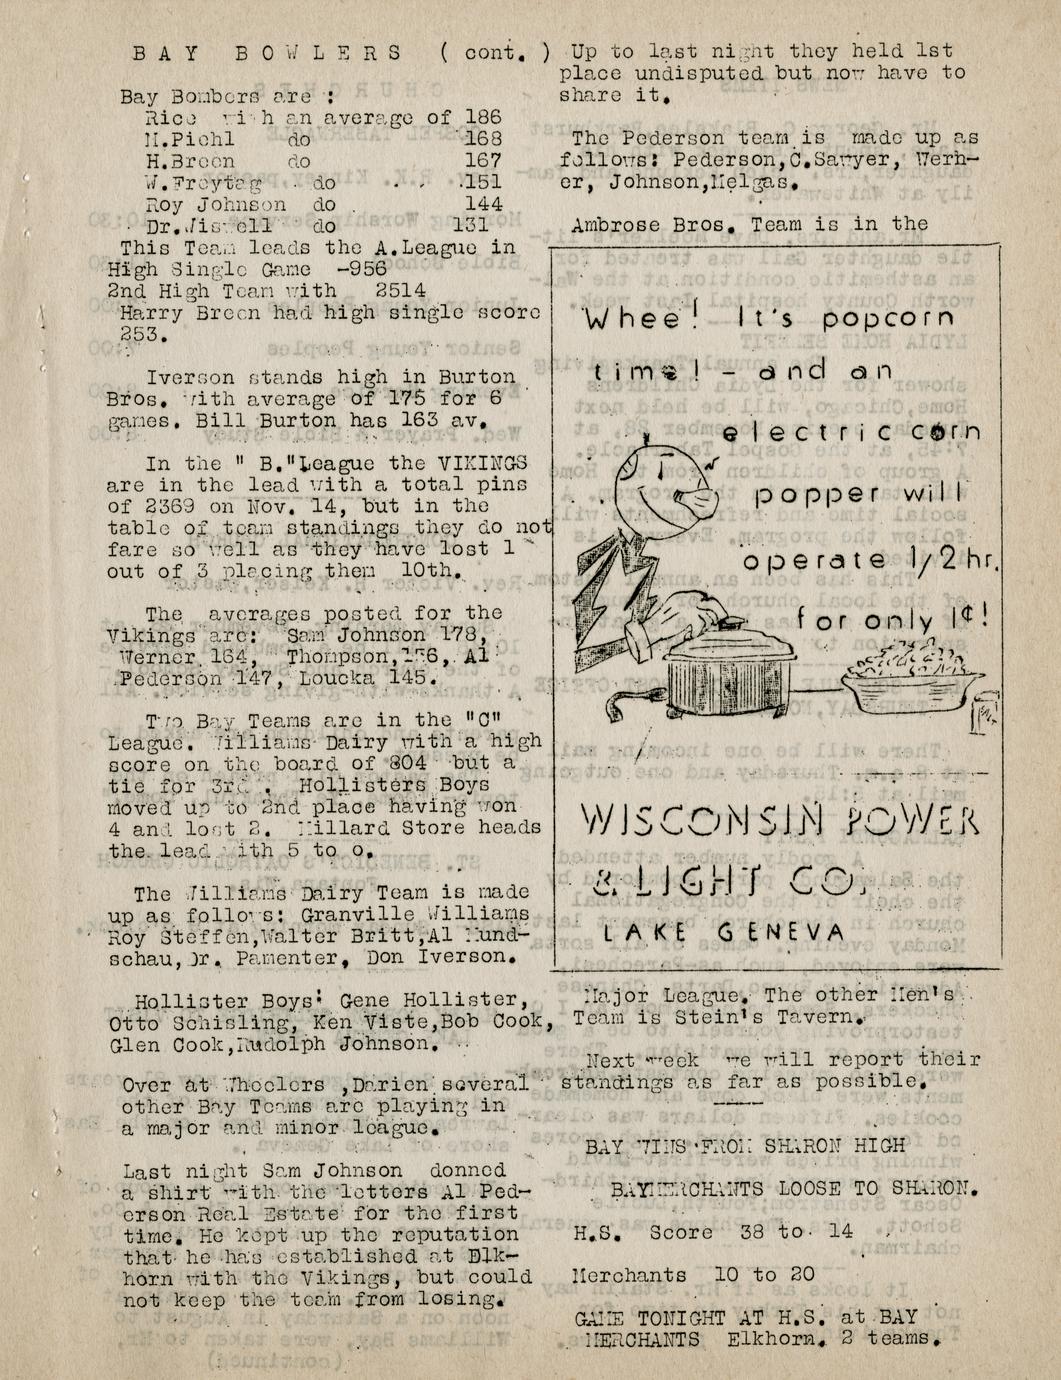 BAY BOWLERS ( cont. )
Bay Bombers are :
Rice with an average of 186
M.Piehl do 168
H.Breen do 167
W.Freytag do 151
Roy Johnson do 144
Dr.Wiswell do 131
This Team leads the A.League in
High Single Game -956
2nd High Team with 2514
Harry Breen had high single score
253.
Iverson stands high in Burton
Bros. with average of 175 for 6
games. Bill Burton has 163 av.
In the " B."League the VIKINGS
are in the lead with a total pins
of 2369 on Nov. 14, but in the
table of team standings they do not
fare so well as they have lost 1
out of 3 placing them 10th.
The averages posted for the
Vikings are: Sam Johnson 178,
Werner 164, Thompson, Al
Pederson 147, Loucka 145.
Two Bay Teams are in the "C"
League. Williams Dairy with a high
score on the board of 804 but a
tie for 3rd . Hollisters Boys
moved up to 2nd place having won
4 and lost 2. Millard Store heads
the lead with 5 to o.
The Williams Dairy Team is made
up as follows: Granville Williams
Roy Steffen,Walter Britt,Al Mund-
schau,Dr. Pamenter, Don Iverson.
Hollister Boys: Gene Hollister,
Otto Schisling, Ken Viste,Bob Cook,
Glen Cook,Rudolph Johnson.
Over at Wheelers ,Darien several
other Bay Teams are playing in
a major and minor league.
Last night Sam Johnson donned
a shirt with the letters Al Ped-
erson Real Estate for the first
time. He kept up the reputation
that he has established at Elk-
horn with the Vikings, but could
not keep the team from losing.
Up to last night they held 1st
place undisputed but now have to
share it.
The Pederson team is made up as
follows: Pederson,C.Sawyer, Werh-
er, Johnson,Melgas.
Ambrose Bros. Team is in the
Whee! It's popcorn
time! - and an
electric corn
popper will
operate 1/2 hr.
for only 1¢!
WISCONSIN POWER
& LIGHT CO.
LAKE GENEVA
Major League. The other Men's
Team is Stein's Tavern.
Next week we will report their
standings as far as possible.
BAY WINS FROM SHARON HIGH
BAYMERCHANTS LOOSE TO SHARON.
H.S. Score 38 to 14
Merchants 10 to 20
GAME TONIGHT AT H.S. at BAY
MERCHANTS Elkhorn. 2 teams.